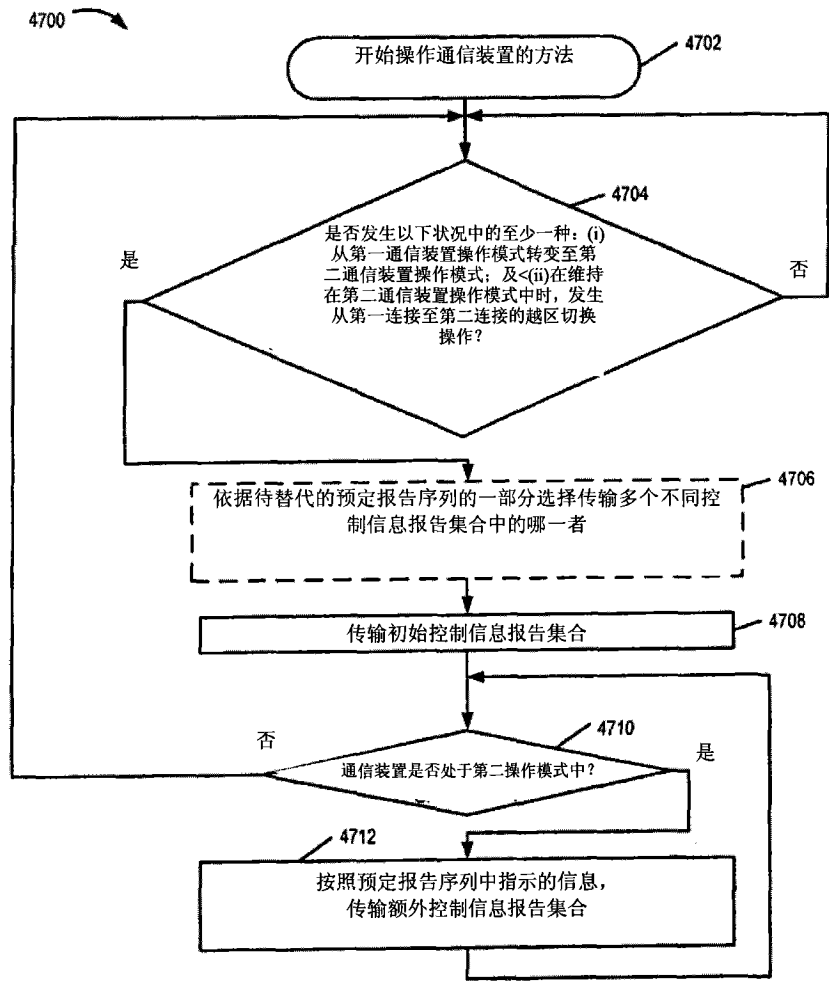 4700
开始操作通信装置的方法
4702
4704
是否发生以下状况中的至少一种：(i)
从第一通信装置操作模式转变至第
二通信装置操作模式；及<(ii)在维持
在第二通信装置操作模式中时，发生
从第一连接至第二连接的越区切换
操作？
是
否
4706
依据待替代的预定报告序列的一部分选择传输多个不同控
制信息报告集合中的哪一者
4708
传输初始控制信息报告集合
4710
否
通信装置是否处于第二操作模式中？
是
4712
按照预定报告序列中指示的信息，
传输额外控制信息报告集合